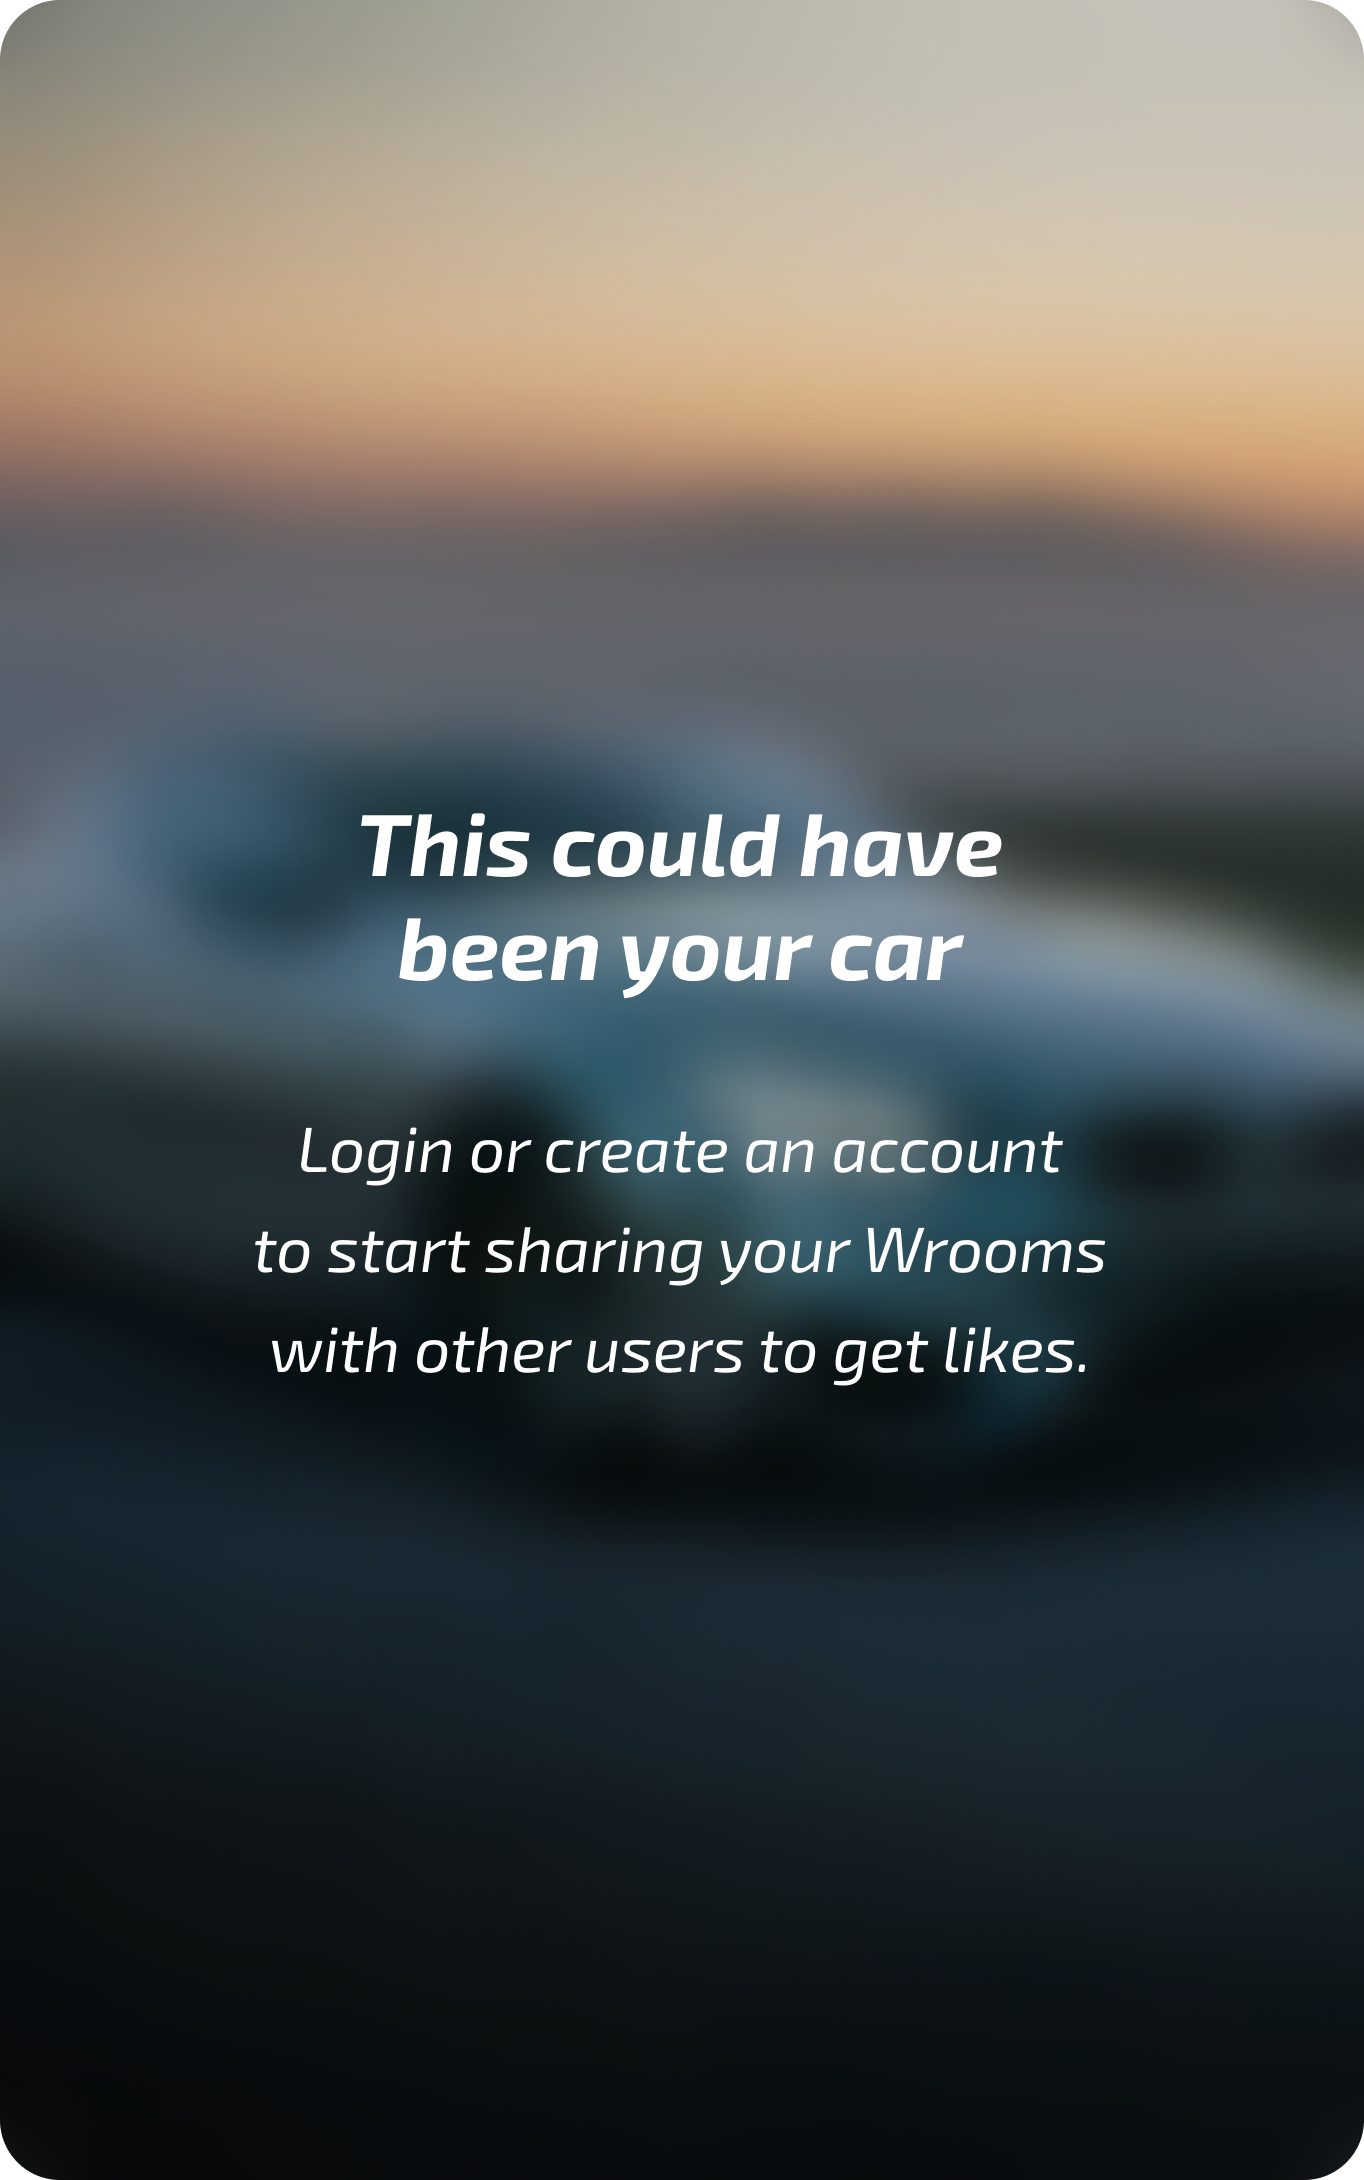 This could have
been your car
Login or create an account
to start sharing your Wrooms
with other users to get likes.